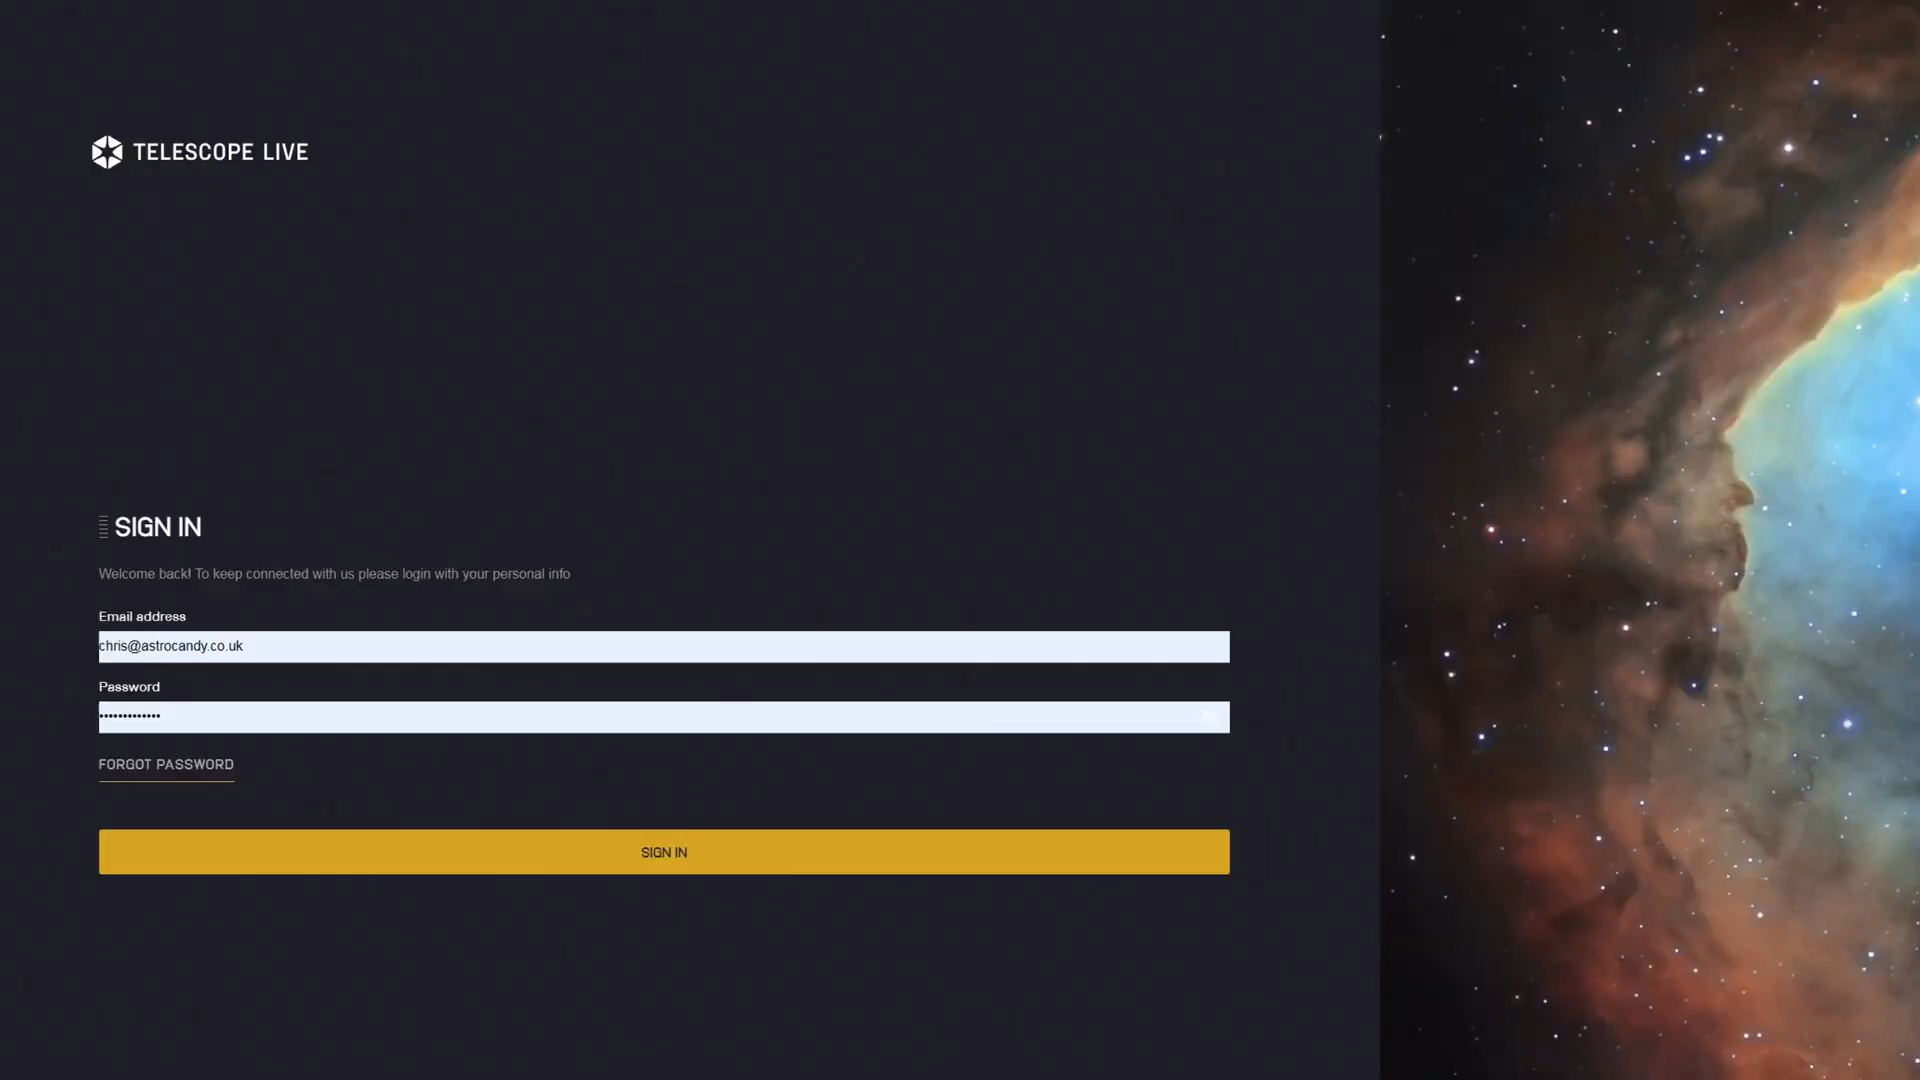 TELESCOPE LIVE
SIGN IN
Welcome back! To keep connected with us please login with your personal info
Email address
chris@astrocandy.co.uk
Password
•••••••••••••
FORGOT PASSWORD
SIGN IN